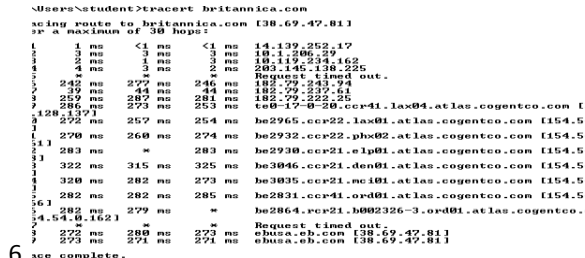 \Users\student>tracert britannica.com
acing route to britannica.com [38.69.47.81]
er a maximum of 30 hops:
1 ms <1 ms <1 ms 14.139.252.17
3 ms 3 ms 3 ms 10.1.206.29
2 ms 1 ms 3 ms 10.119.234.162
4 ms 3 ms 2 ms 203.145.138.225
* * * Request timed out.
242 ms 277 ms 246 ms 182.79.243.94
39 ms 44 ms 44 ms 182.79.237.61
259 ms 287 ms 281 ms 182.79.222.25
286 ms 273 ms 253 ms te0-17-0-20.ccr41.lax04.atlas.cogentco.com [
.128.137]
272 ms 257 ms 254 ms be2965.ccr22.lax01.atlas.cogentco.com [154.5
]
270 ms 260 ms 274 ms be2932.ccr22.phx02.atlas.cogentco.com [154.5
51]
283 ms * 283 ms be2930.ccr21.elp01.atlas.cogentco.com [154.5
3]
322 ms 315 ms 325 ms be3046.ccr21.den01.atlas.cogentco.com [154.5
]
320 ms 282 ms 273 ms be3035.ccr21.mci01.atlas.cogentco.com [154.5
]
282 ms 282 ms 285 ms be2831.ccr41.ord01.atlas.cogentco.com [154.5
56]
282 ms 279 ms * be2864.rcr21.b002326-3.ord01.atlas.cogentco.
54.54.0.162]
* * * Request timed out.
272 ms 280 ms 273 ms ebusa.eb.com [38.69.47.81]
273 ms 271 ms 271 ms ebusa.eb.com [38.69.47.81]
6 ace complete.